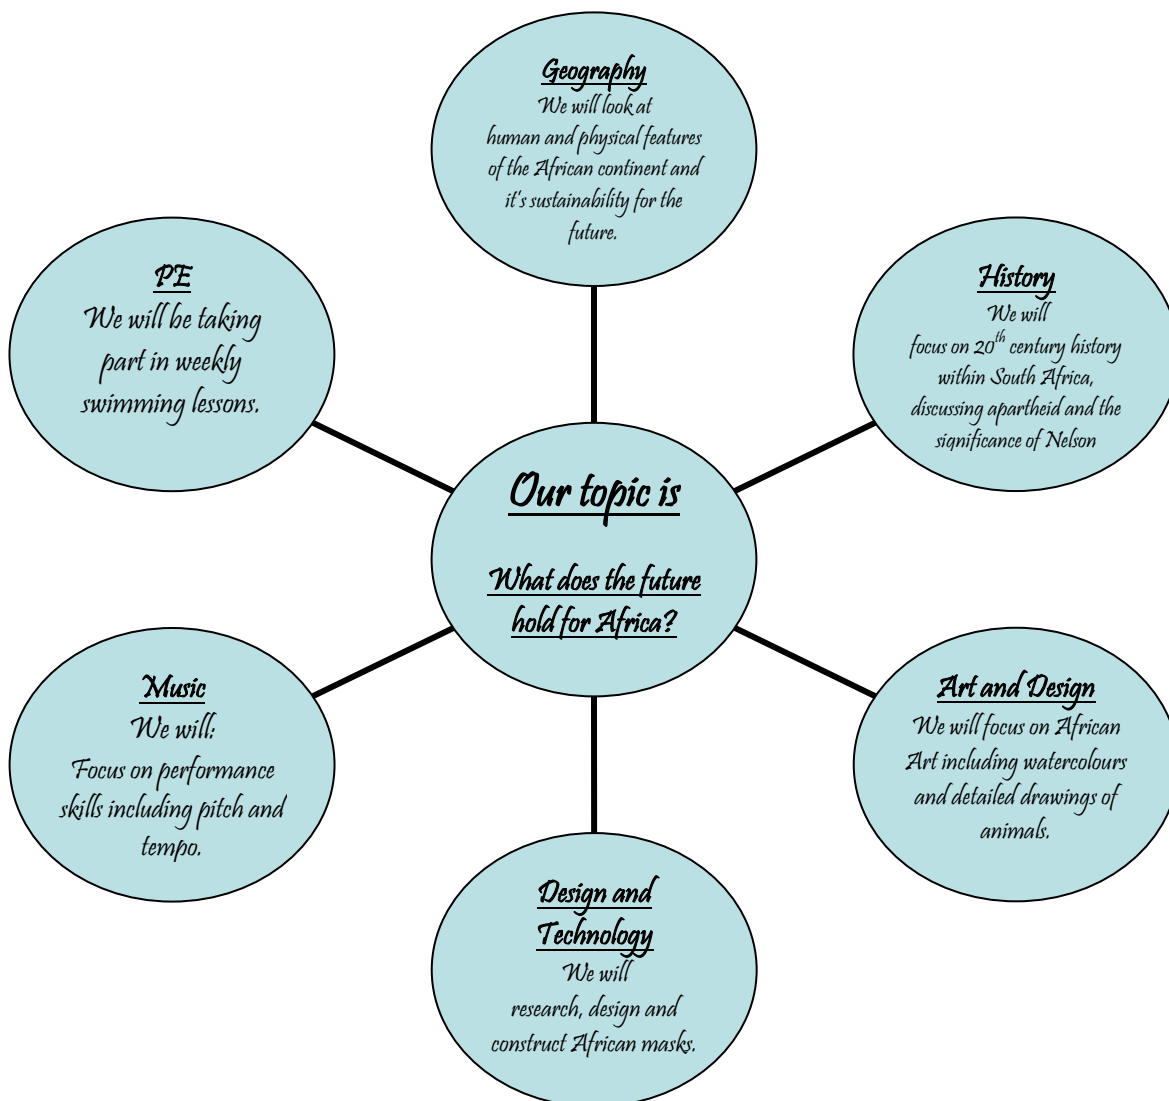 Geography
We will look at
human and physical features
of the African continent and
it's sustainability for the
future.
PE
We will be taking
part in weekly
swimming lessons.
History
We will
focus on 20th century history
within South Africa,
discussing apartheid and the
significance of Nelson
Our topic is
What does the future
hold for Africa?
Music
We will:
Focus on performance
skills including pitch and
tempo.
Art and Design
We will focus on African
Art including watercolours
and detailed drawings of
animals.
Design and
Technology
We will
research, design and
construct African masks.